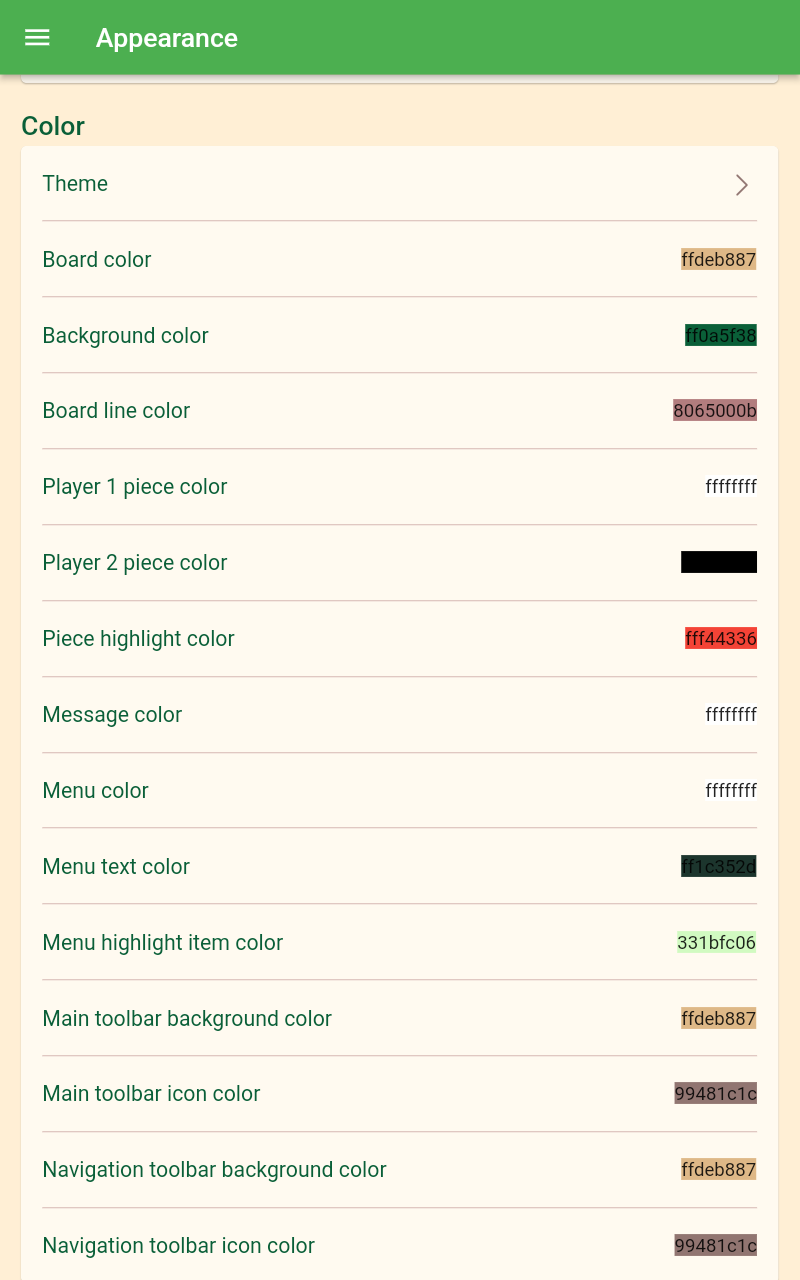 Appearance
Color
Theme
Board color ffdeb887
Background color ff0a5f38
Board line color 8065000b
Player 1 piece color ffffffff
Player 2 piece color
Piece highlight color fff44336
Message color ffffffff
Menu color ffffffff
Menu text color ff1c352d
Menu highlight item color 331bfc06
Main toolbar background color ffdeb887
Main toolbar icon color 99481c1c
Navigation toolbar background color ffdeb887
Navigation toolbar icon color 99481c1c